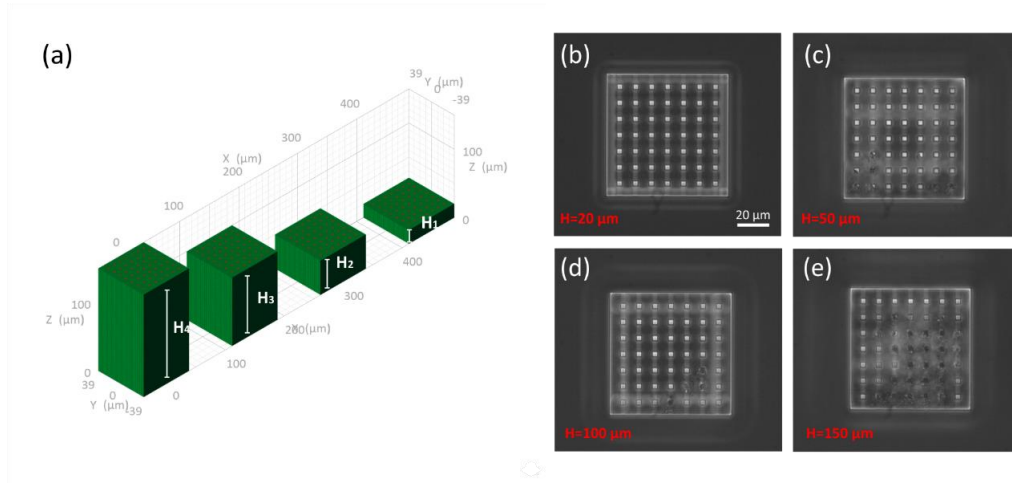 (a)
39
Y (µm)
0
-39
400
300
X (µm)
200
100
0
100
Z (µm)
0
H₁
H₂
H₃
H₄
100
Z (µm)
0
39
0
Y (µm)
-39
0
100
200
X (µm)
300
400
(b)
H=20 µm
20 µm
(c)
H=50 µm
(d)
H=100 µm
(e)
H=150 µm